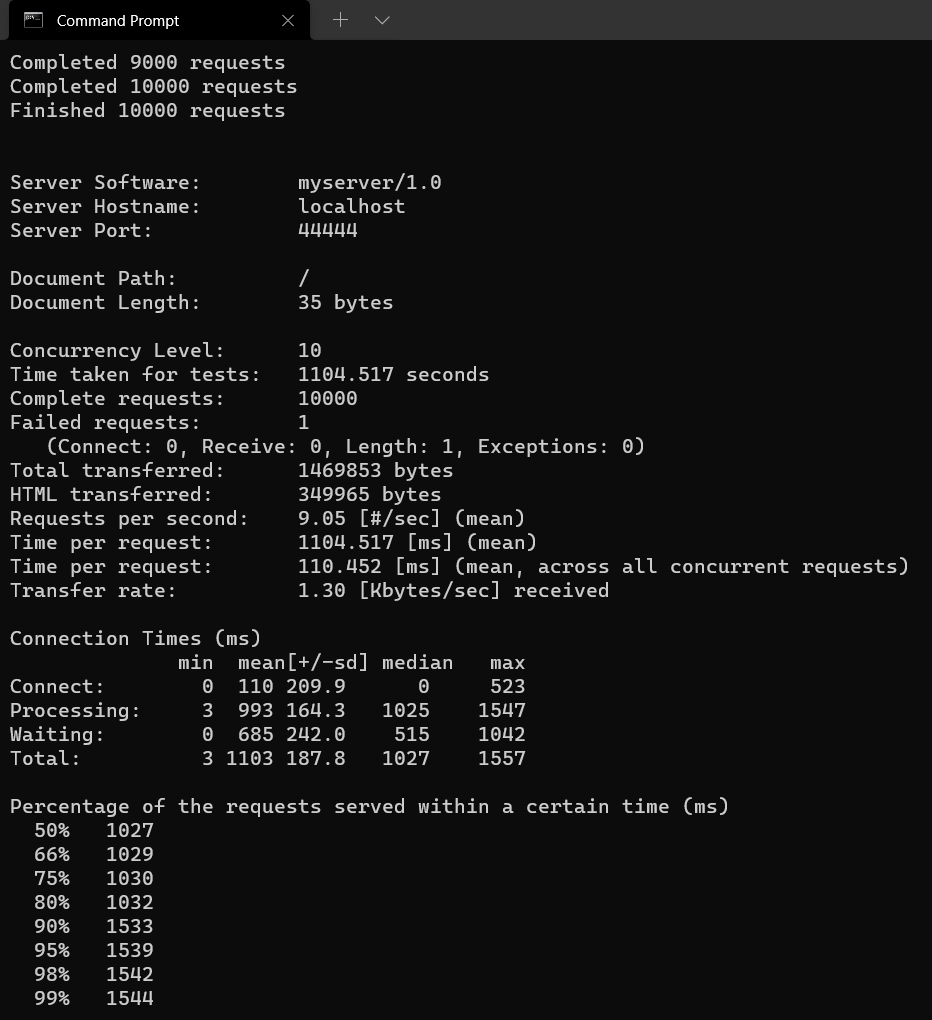 Command Prompt
Completed 9000 requests
Completed 10000 requests
Finished 10000 requests
Server Software:        myserver/1.0
Server Hostname:        localhost
Server Port:            44444
Document Path:          /
Document Length:        35 bytes
Concurrency Level:      10
Time taken for tests:   1104.517 seconds
Complete requests:      10000
Failed requests:        1
   (Connect: 0, Receive: 0, Length: 1, Exceptions: 0)
Total transferred:      1469853 bytes
HTML transferred:       349965 bytes
Requests per second:    9.05 [#/sec] (mean)
Time per request:       1104.517 [ms] (mean)
Time per request:       110.452 [ms] (mean, across all concurrent requests)
Transfer rate:          1.30 [Kbytes/sec] received
Connection Times (ms)
              min  mean[+/-sd] median   max
Connect:        0  110 209.9      0     523
Processing:     3  993 164.3   1025    1547
Waiting:        0  685 242.0    515    1042
Total:          3 1103 187.8   1027    1557
Percentage of the requests served within a certain time (ms)
  50%   1027
  66%   1029
  75%   1030
  80%   1032
  90%   1533
  95%   1539
  98%   1542
  99%   1544